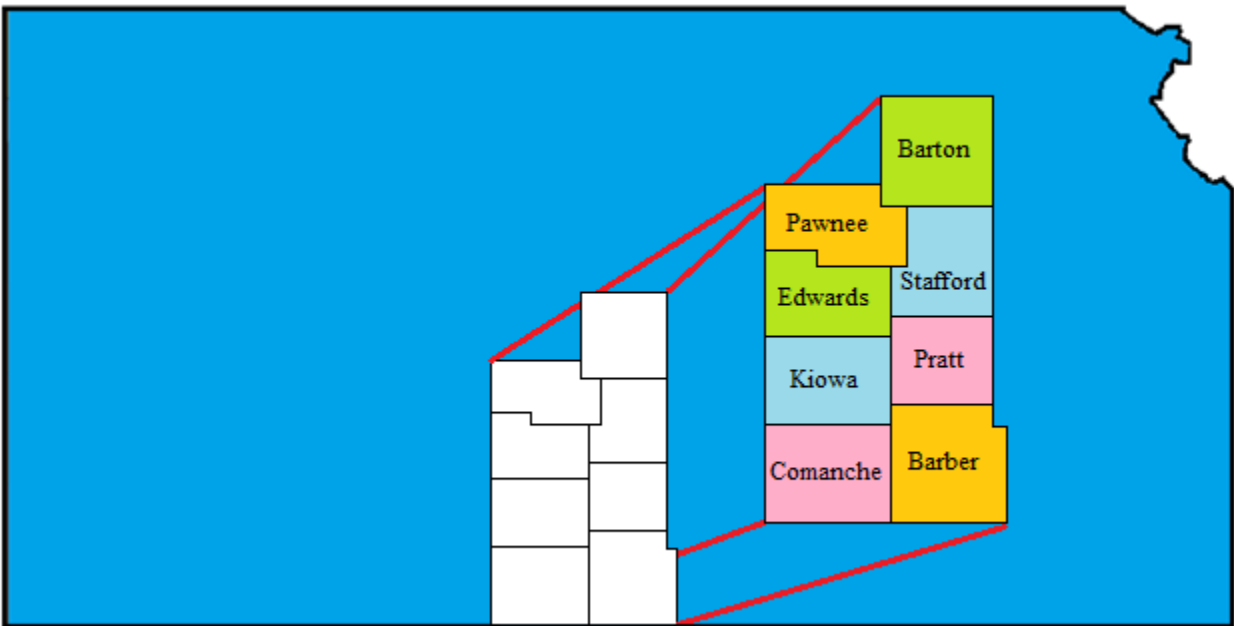 Barton
Pawnee
Stafford
Edwards
Pratt
Kiowa
Barber
Comanche